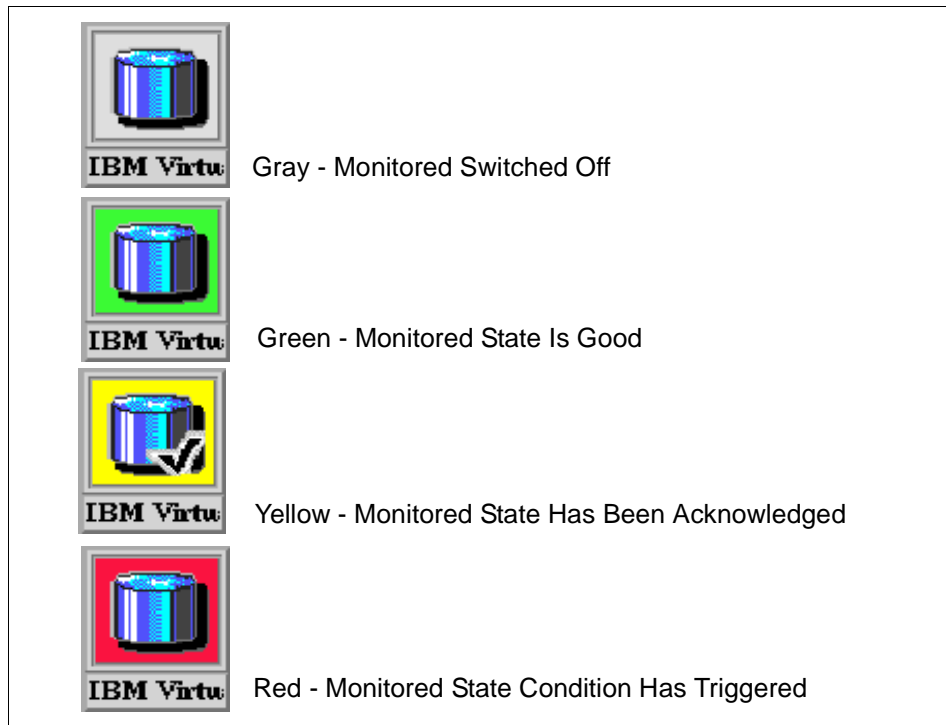 IBM Virtu
Gray - Monitored Switched Off
IBM Virtu
Green - Monitored State Is Good
IBM Virtu
Yellow - Monitored State Has Been Acknowledged
IBM Virtu
Red - Monitored State Condition Has Triggered